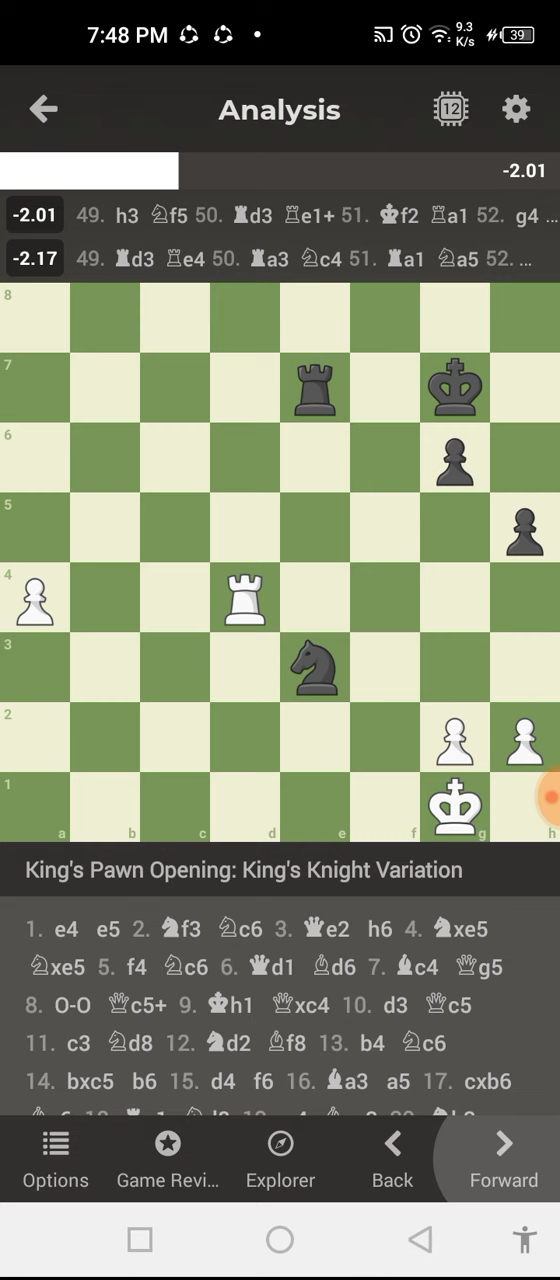 7:48 PM 9.3 K/s 39
Analysis 12
-2.01
-2.01 49. h3 ♘f5 50. ♜d3 ♖e1+ 51. ♚f2 ♖a1 52. g4 ...
-2.17 49. ♜d3 ♖e4 50. ♜a3 ♘c4 51. ♜a1 ♘a5 52. ...
8
7
6
5
4
3
2
1
a b c d e f g h
King's Pawn Opening: King's Knight Variation
1. e4 e5 2. ♞f3 ♘c6 3. ♛e2 h6 4. ♞xe5
♘xe5 5. f4 ♘c6 6. ♛d1 ♗d6 7. ♝c4 ♕g5
8. O-O ♕c5+ 9. ♚h1 ♕xc4 10. d3 ♕c5
11. c3 ♘d8 12. ♞d2 ♗f8 13. b4 ♘c6
14. bxc5 b6 15. d4 f6 16. ♝a3 a5 17. cxb6
Options Game Revi... Explorer Back Forward